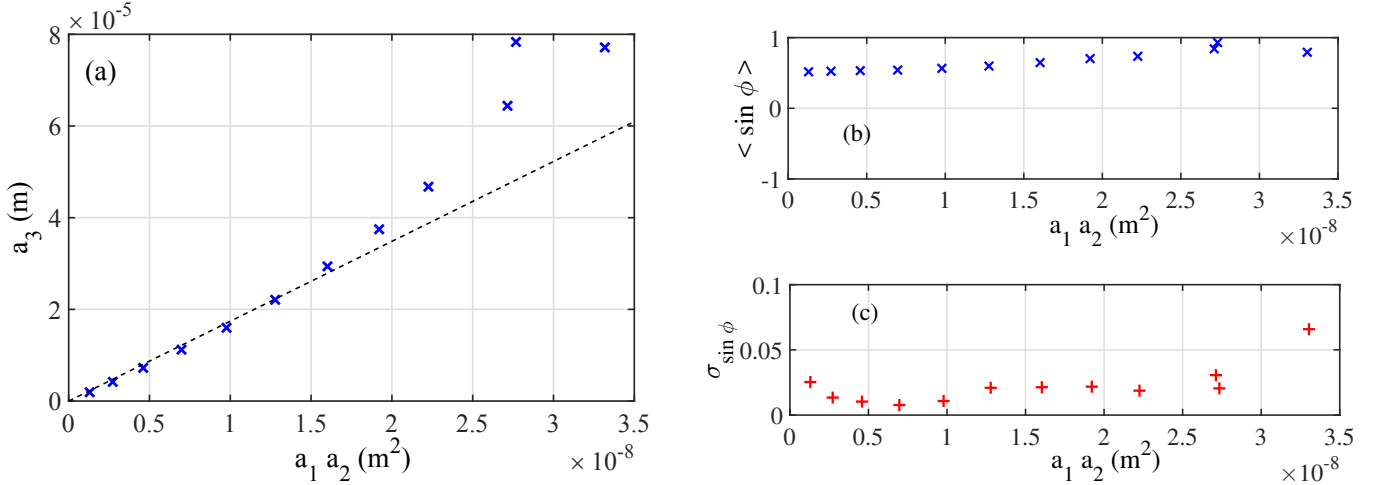 × 10⁻⁵
8
6
4
2
0
a₃ (m)
(a)
0 0.5 1 1.5 2 2.5 3 3.5
a₁ a₂ (m²)
× 10⁻⁸
1
0
-1
< sin ϕ >
(b)
0 0.5 1 1.5 2 2.5 3 3.5
a₁ a₂ (m²)
×10⁻⁸
0.1
0.05
0
σ_sin ϕ
(c)
0 0.5 1 1.5 2 2.5 3 3.5
a₁ a₂ (m²)
×10⁻⁸